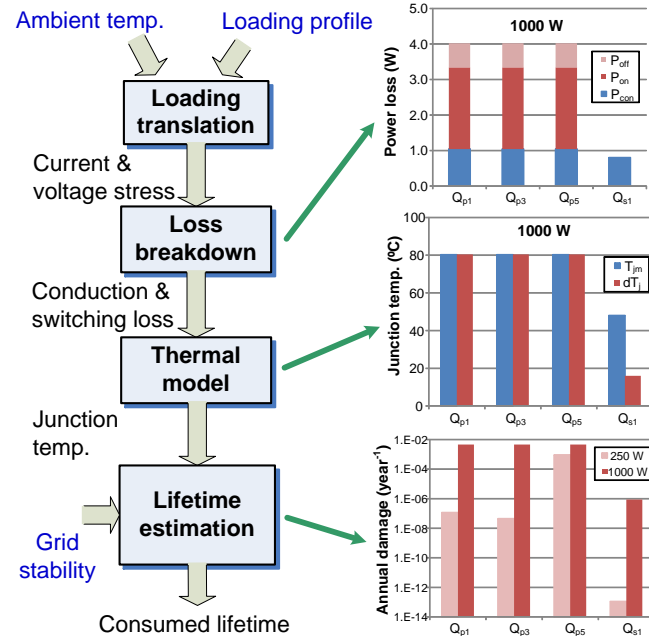 Ambient temp.
Loading profile
Loading
translation
Current &
voltage stress
Loss
breakdown
Conduction &
switching loss
Thermal
model
Junction
temp.
Lifetime
estimation
Grid
stability
Consumed lifetime
1000 W
Power loss (W)
5.0
4.0
3.0
2.0
1.0
0.0
Poff
Pon
Pcon
Qp1 Qp3 Qp5 Qs1
1000 W
Junction temp. (ºC)
100
80
60
40
20
0
Tjm
dTj
Qp1 Qp3 Qp5 Qs1
Annual damage (year-1)
1.E-02
1.E-04
1.E-06
1.E-08
1.E-10
1.E-12
1.E-14
250 W
1000 W
Qp1 Qp3 Qp5 Qs1